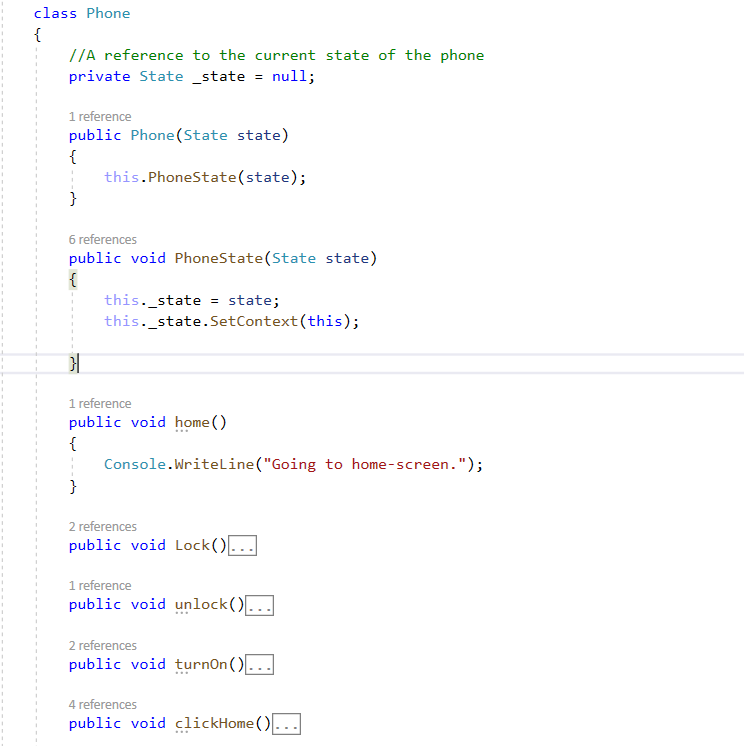 class Phone
{
//A reference to the current state of the phone
private State _state = null;
1 reference
public Phone(State state)
{
this.PhoneState(state);
}
6 references
public void PhoneState(State state)
{
this._state = state;
this._state.SetContext(this);
}
1 reference
public void home()
{
Console.WriteLine("Going to home-screen.");
}
2 references
public void Lock()...
1 reference
public void unlock()...
2 references
public void turnOn()...
4 references
public void clickHome()...